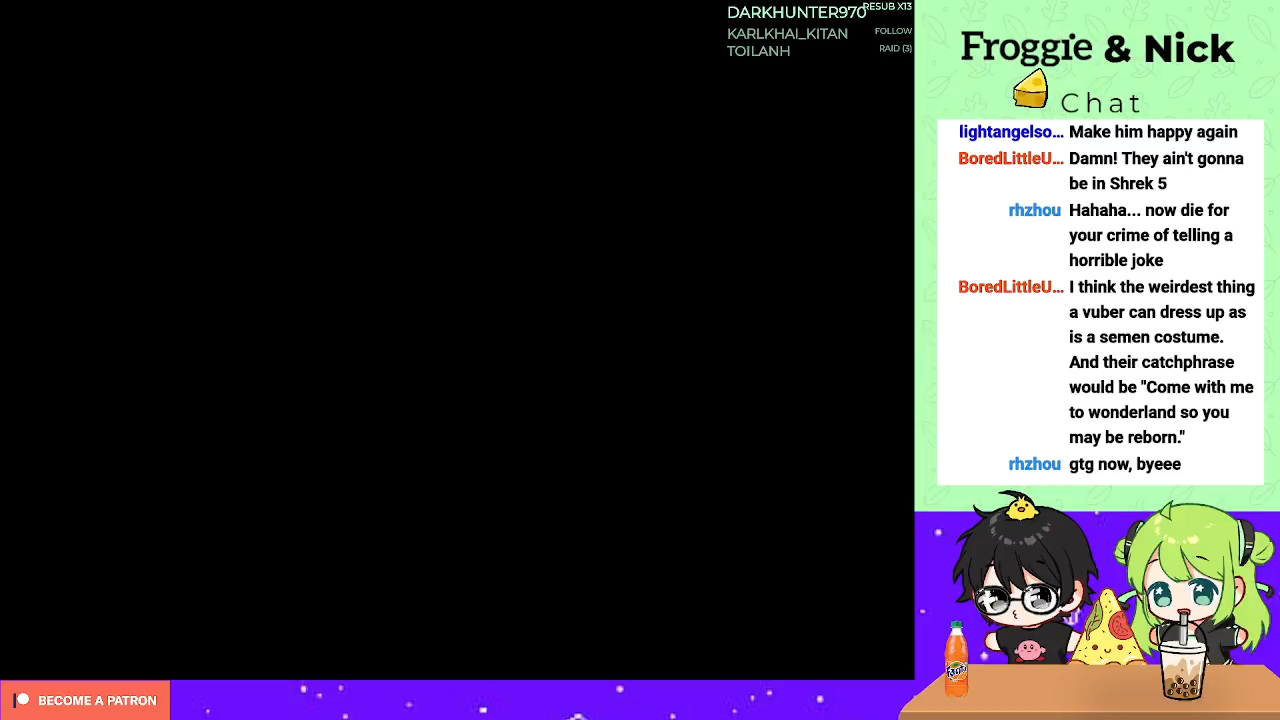 DARKHUNTER970 RESUB X13
KARLKHAI_KITAN FOLLOW
TOILANH RAID (3)
Froggie & Nick
Chat
lightangelso... Make him happy again
BoredLittleU... Damn! They ain't gonna
be in Shrek 5
rhzhou Hahaha... now die for
your crime of telling a
horrible joke
BoredLittleU... I think the weirdest thing
a vuber can dress up as
is a semen costume.
And their catchphrase
would be "Come with me
to wonderland so you
may be reborn."
rhzhou gtg now, byeee
Fanta
BECOME A PATRON